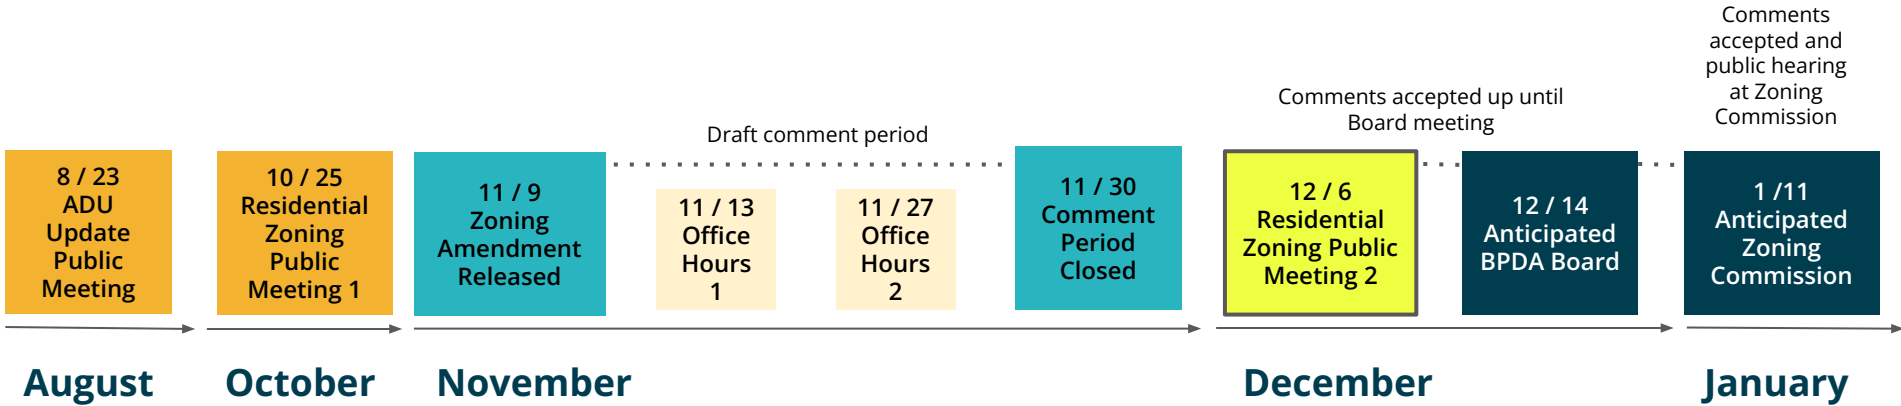 8 / 23
ADU
Update
Public
Meeting
10 / 25
Residential
Zoning
Public
Meeting 1
11 / 9
Zoning
Amendment
Released
Draft comment period
11 / 13
Office
Hours
1
11 / 27
Office
Hours
2
11 / 30
Comment
Period
Closed
Comments accepted up until
Board meeting
12 / 6
Residential
Zoning Public
Meeting 2
12 / 14
Anticipated
BPDA Board
Comments
accepted and
public hearing
at Zoning
Commission
1 /11
Anticipated
Zoning
Commission
August
October
November
December
January